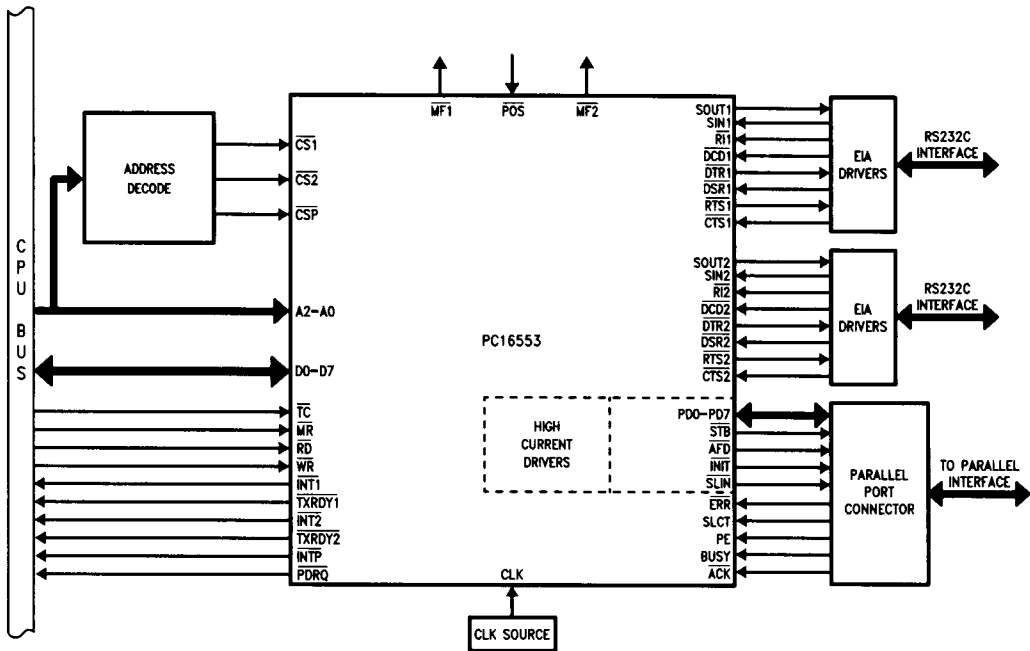 MF1
POS
MF2
ADDRESS
DECODE
CS1
CS2
CSP
CPU BUS
A2-A0
D0-D7
TC
MR
RD
WR
INT1
TXRDY1
INT2
TXRDY2
INTP
PDRQ
PC16553
HIGH
CURRENT
DRIVERS
CLK
CLK SOURCE
SOUT1
SIN1
RI1
DCD1
DTR1
DSR1
RTS1
CTS1
EIA
DRIVERS
RS232C
INTERFACE
SOUT2
SIN2
RI2
DCD2
DTR2
DSR2
RTS2
CTS2
EIA
DRIVERS
RS232C
INTERFACE
PD0-PD7
STB
AFD
INIT
SLIN
ERR
SLCT
PE
BUSY
ACK
PARALLEL
PORT
CONNECTOR
TO PARALLEL
INTERFACE